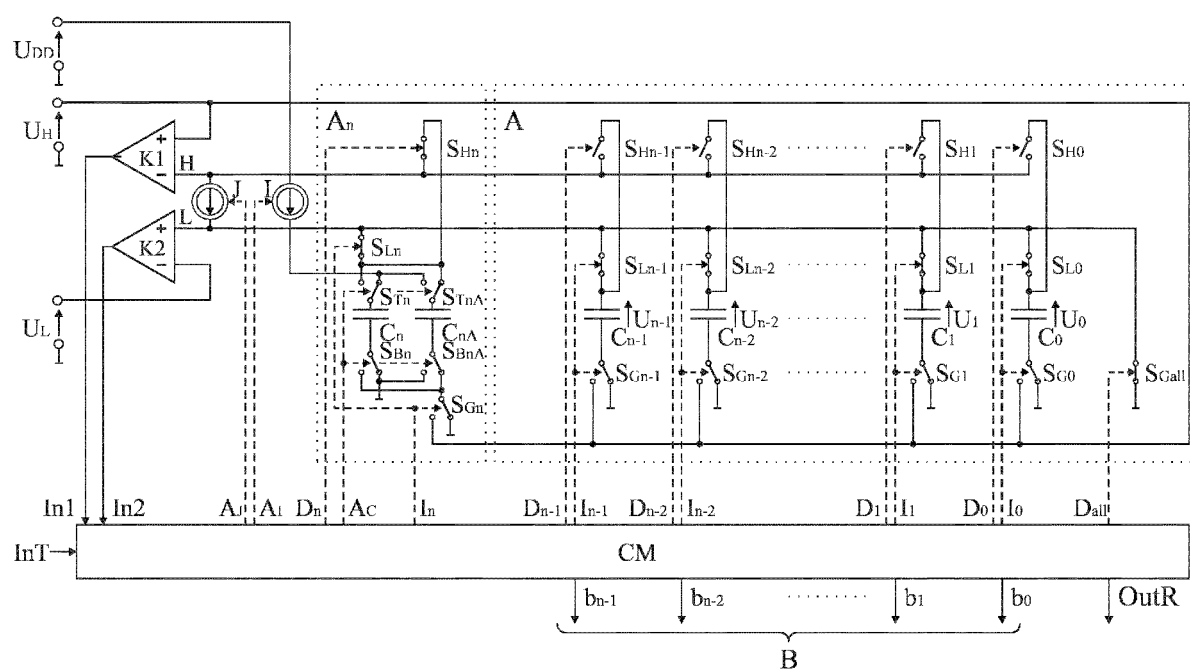 UDD
UH
An
A
K1
H
SHn
SHn-1
SHn-2
SH1
SH0
J
I
L
K2
SLn
SLn-1
SLn-2
SL1
SL0
UL
STn
STnA
Cn
CnA
Un-1
Cn-1
Un-2
Cn-2
U1
C1
U0
C0
SBn
SBnA
SGn
SGn-1
SGn-2
SG1
SG0
SGall
In1
In2
AJ
AI
Dn
AC
In
Dn-1
In-1
Dn-2
In-2
D1
I1
D0
I0
Dall
InT
CM
bn-1
bn-2
b1
b0
OutR
B